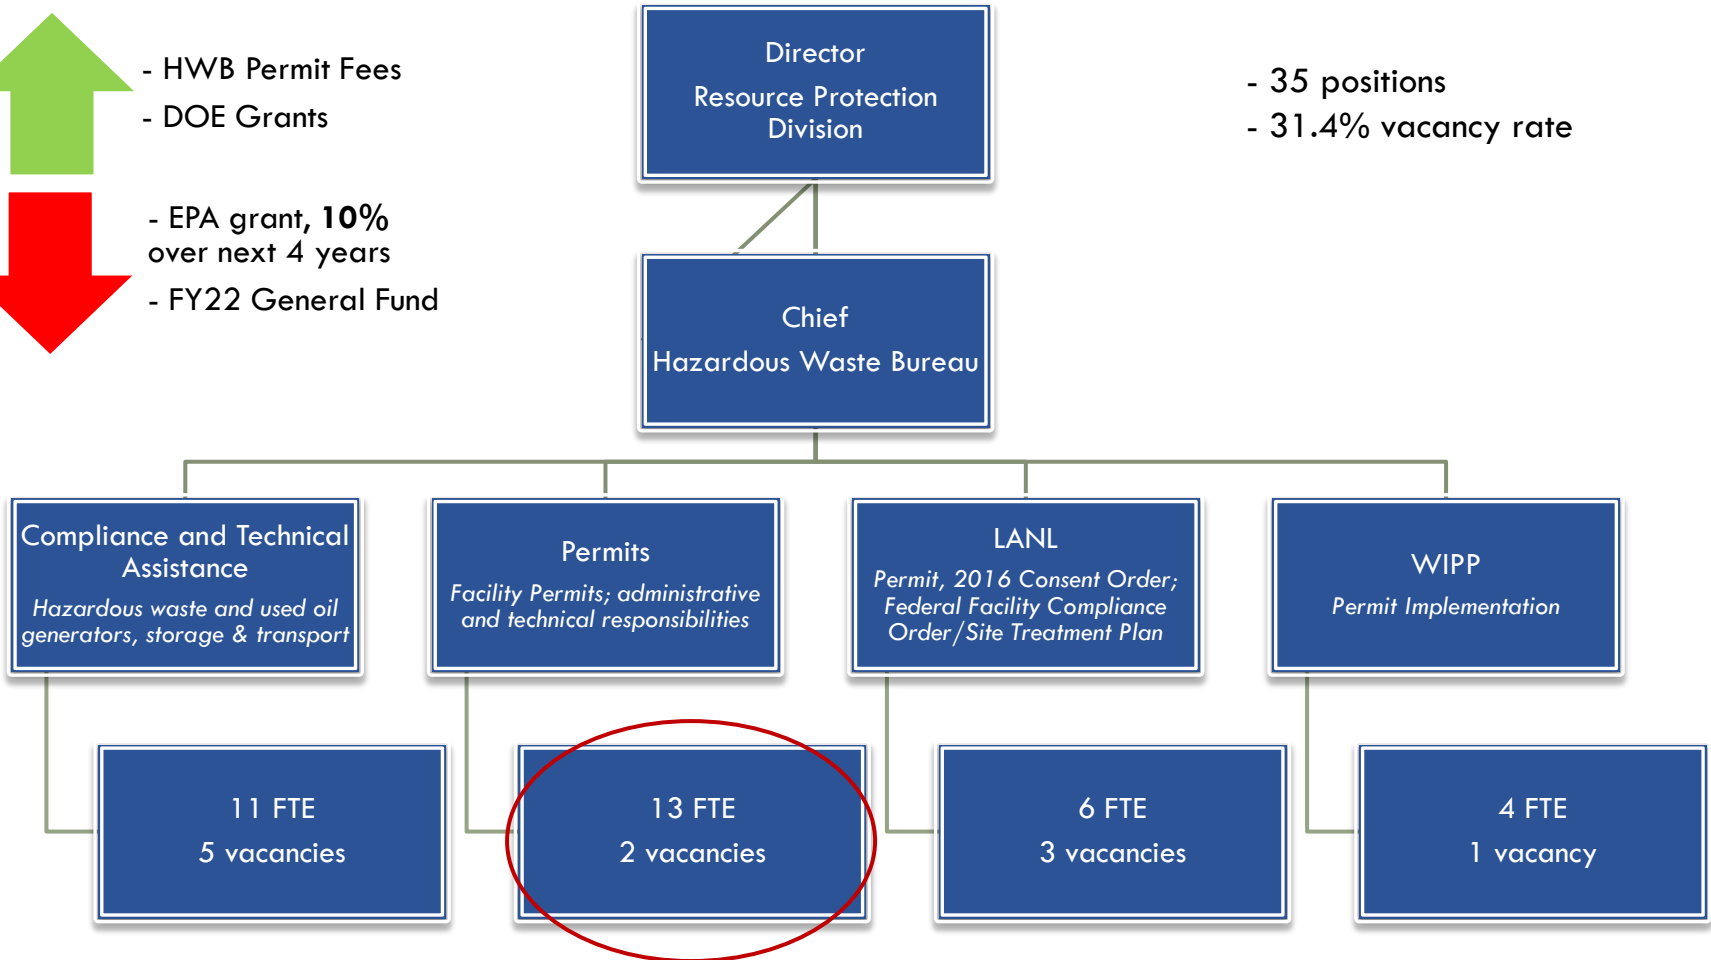 - HWB Permit Fees
- DOE Grants
- EPA grant, 10%
over next 4 years
- FY22 General Fund
Director
Resource Protection
Division
- 35 positions
- 31.4% vacancy rate
Chief
Hazardous Waste Bureau
Compliance and Technical
Assistance
Hazardous waste and used oil
generators, storage & transport
Permits
Facility Permits; administrative
and technical responsibilities
LANL
Permit, 2016 Consent Order;
Federal Facility Compliance
Order/Site Treatment Plan
WIPP
Permit Implementation
11 FTE
5 vacancies
13 FTE
2 vacancies
6 FTE
3 vacancies
4 FTE
1 vacancy